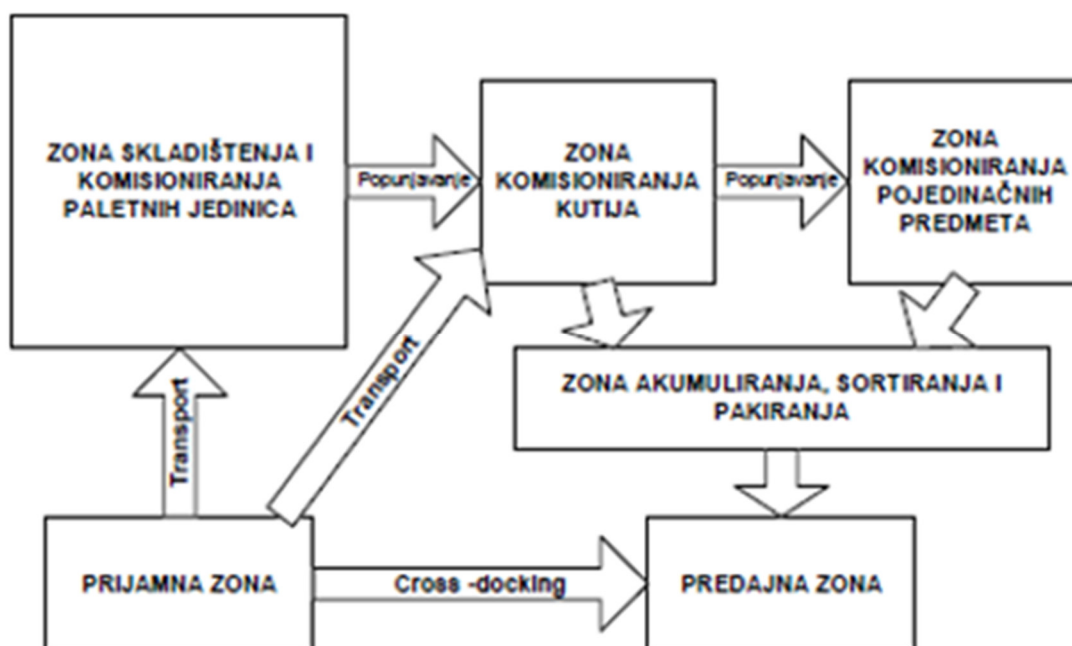 ZONA SKLADIŠTENJA I
KOMISIONIRANJA
PALETNIH JEDINICA
Popunjavanje
ZONA
KOMISIONIRANJA
KUTIJA
Popunjavanje
ZONA
KOMISIONIRANJA
POJEDINAČNIH
PREDMETA
Transport
Transport
ZONA AKUMULIRANJA, SORTIRANJA I
PAKIRANJA
PRIJAMNA ZONA
Cross -docking
PREDAJNA ZONA